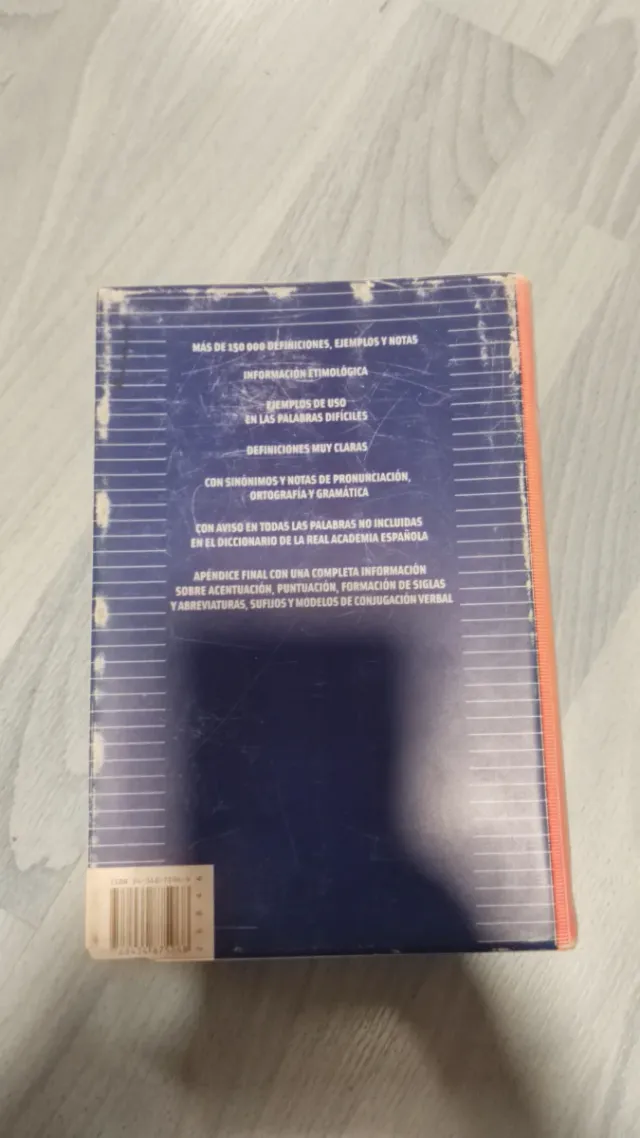 MÁS DE 150 000 DEFINICIONES, EJEMPLOS Y NOTAS
INFORMACIÓN ETIMOLÓGICA
EJEMPLOS DE USO
EN LAS PALABRAS DIFÍCILES
DEFINICIONES MUY CLARAS
CON SINÓNIMOS Y NOTAS DE PRONUNCIACIÓN,
ORTOGRAFÍA Y GRAMÁTICA
CON AVISO EN TODAS LAS PALABRAS NO INCLUIDAS
EN EL DICCIONARIO DE LA REAL ACADEMIA ESPAÑOLA
APÉNDICE FINAL CON UNA COMPLETA INFORMACIÓN
SOBRE ACENTUACIÓN, PUNTUACIÓN, FORMACIÓN DE SIGLAS
Y ABREVIATURAS, SUFIJOS Y MODELOS DE CONJUGACIÓN VERBAL
ISBN